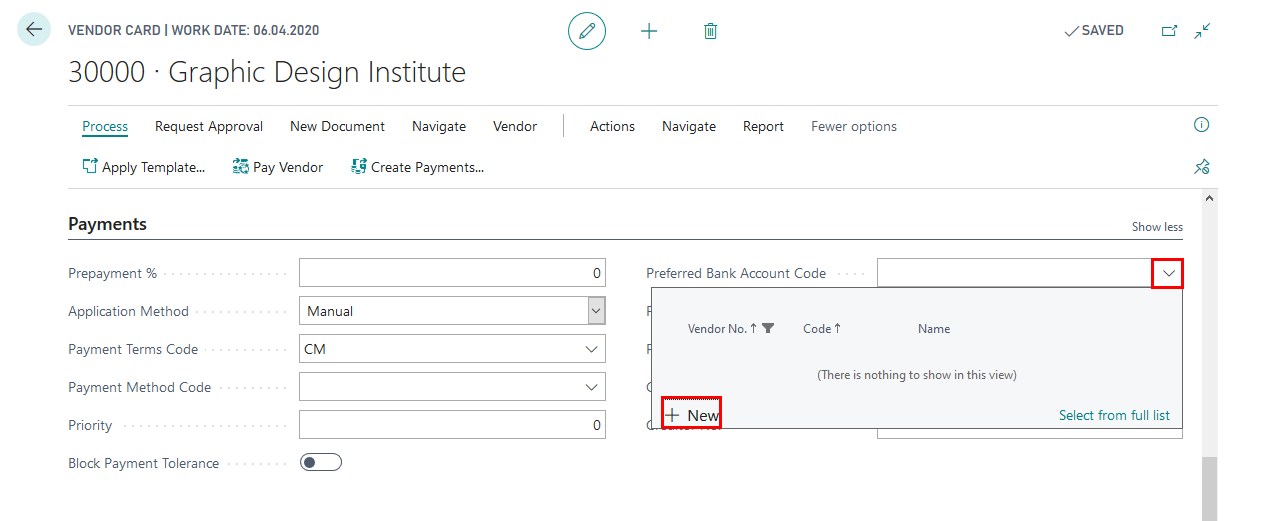 VENDOR CARD | WORK DATE: 06.04.2020
SAVED
30000 · Graphic Design Institute
Process Request Approval New Document Navigate Vendor Actions Navigate Report Fewer options
Apply Template... Pay Vendor Create Payments...
Payments
Show less
Prepayment % 0
Preferred Bank Account Code
Application Method Manual
Vendor No. Code Name
Payment Terms Code CM
(There is nothing to show in this view)
Payment Method Code
New
Select from full list
Priority 0
Block Payment Tolerance